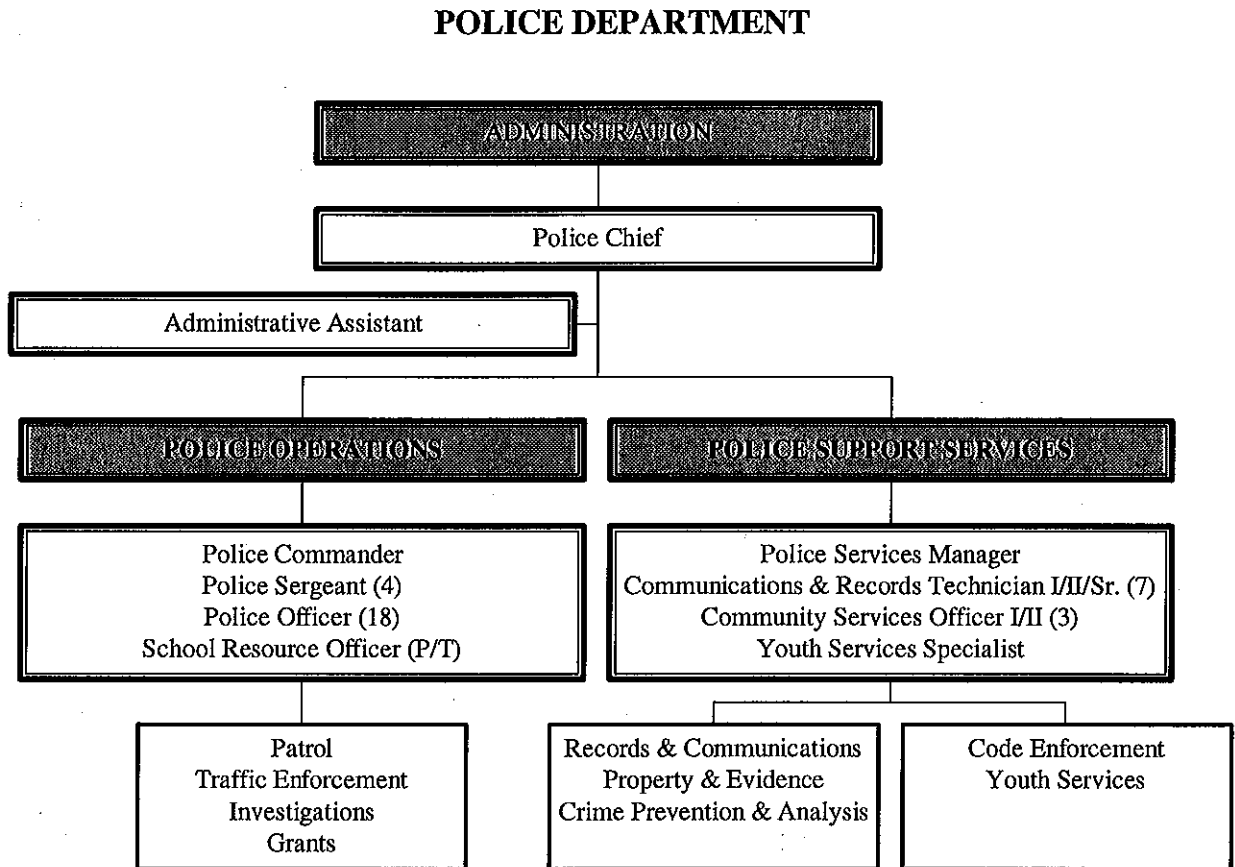 POLICE DEPARTMENT
ADMINISTRATION
Police Chief
Administrative Assistant
POLICE OPERATIONS
POLICE SUPPORT SERVICES
Police Commander
Police Sergeant (4)
Police Officer (18)
School Resource Officer (P/T)
Police Services Manager
Communications & Records Technician I/II/Sr. (7)
Community Services Officer I/II (3)
Youth Services Specialist
Patrol
Traffic Enforcement
Investigations
Grants
Records & Communications
Property & Evidence
Crime Prevention & Analysis
Code Enforcement
Youth Services